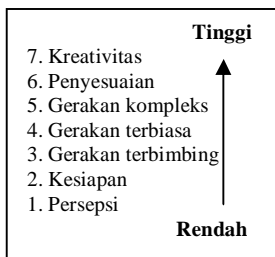 Tinggi
7. Kreativitas
6. Penyesuaian
5. Gerakan kompleks
4. Gerakan terbiasa
3. Gerakan terbimbing
2. Kesiapan
1. Persepsi
Rendah